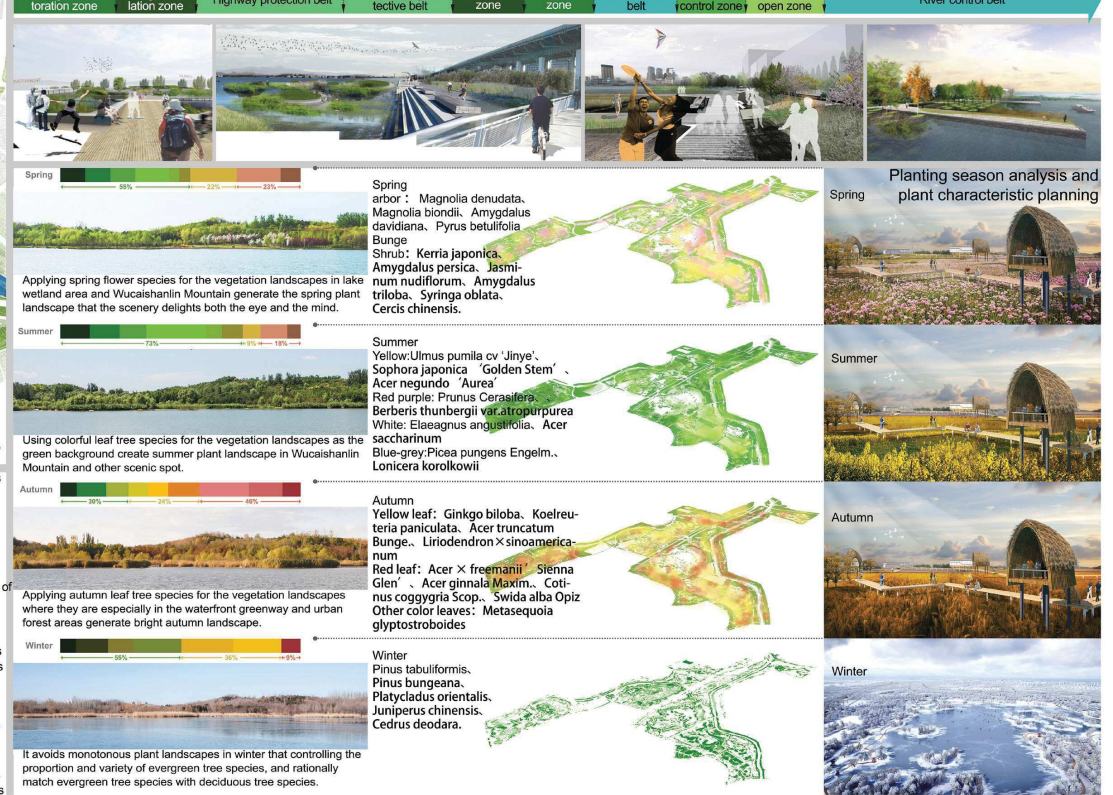 toration zone
lation zone
Highway protection belt
tective belt
zone
zone
belt
control zone
open zone
River control belt
Planting season analysis and
plant characteristic planning
Spring
55%
22%
23%
Applying spring flower species for the vegetation landscapes in lake
wetland area and Wucaishanlin Mountain generate the spring plant
landscape that the scenery delights both the eye and the mind.
Spring
arbor： Magnolia denudata、
Magnolia biondii、 Amygdalus
davidiana、 Pyrus betulifolia
Bunge
Shrub： Kerria japonica、
Amygdalus persica、 Jasmi-
num nudiflorum、 Amygdalus
triloba、 Syringa oblata、
Cercis chinensis.
Spring
Summer
73%
9%
18%
Using colorful leaf tree species for the vegetation landscapes as the
green background create summer plant landscape in Wucaishanlin
Mountain and other scenic spot.
Summer
Yellow:Ulmus pumila cv 'Jinye'、
Sophora japonica ‘Golden Stem’ 、
Acer negundo ‘Aurea’
Red purple: Prunus Cerasifera、
Berberis thunbergii var.atropurpurea
White: Elaeagnus angustifolia、 Acer
saccharinum
Blue-grey:Picea pungens Engelm.、
Lonicera korolkowii
Summer
Autumn
30%
24%
46%
Applying autumn leaf tree species for the vegetation landscapes
where they are especially in the waterfront greenway and urban
forest areas generate bright autumn landscape.
Autumn
Yellow leaf： Ginkgo biloba、 Koelreu-
teria paniculata、 Acer truncatum
Bunge.、 Liriodendron×sinoamerica-
num
Red leaf： Acer × freemanii ‘ Sienna
Glen’ 、 Acer ginnala Maxim.、 Coti-
nus coggygria Scop.、 Swida alba Opiz
Other color leaves： Metasequoia
glyptostroboides
Autumn
of
Winter
55%
36%
9%
It avoids monotonous plant landscapes in winter that controlling the
proportion and variety of evergreen tree species, and rationally
match evergreen tree species with deciduous tree species.
Winter
Pinus tabuliformis、
Pinus bungeana、
Platycladus orientalis、
Juniperus chinensis、
Cedrus deodara.
Winter